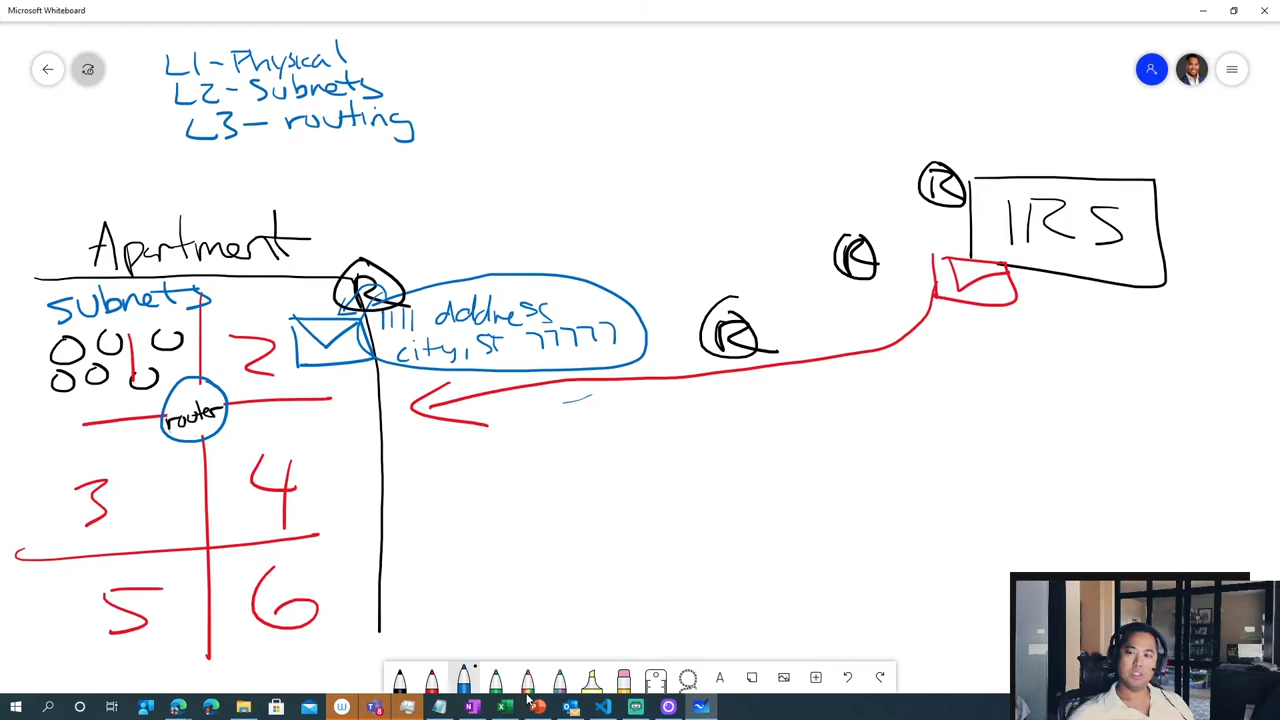 Microsoft Whiteboard
L1-Physical
L2-Subnets
L3-routing
R
IRS
R
Apartment
R
subnets
1111 address
city, St 77777
R
1
2
router
3
4
5
6
A